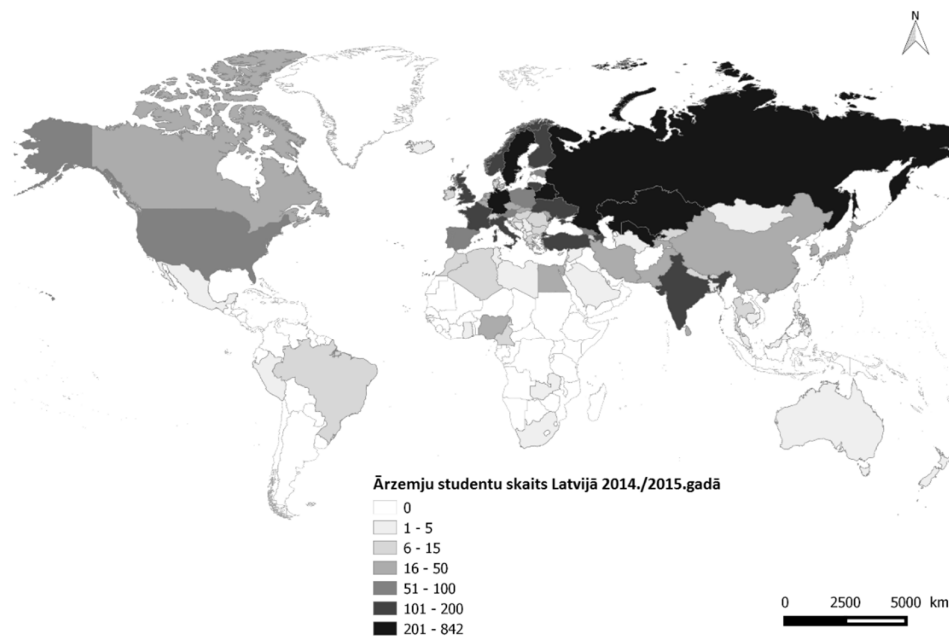 N
Ārzemju studentu skaits Latvijā 2014./2015.gadā
0
1 - 5
6 - 15
16 - 50
51 - 100
101 - 200
201 - 842
0 2500 5000 km